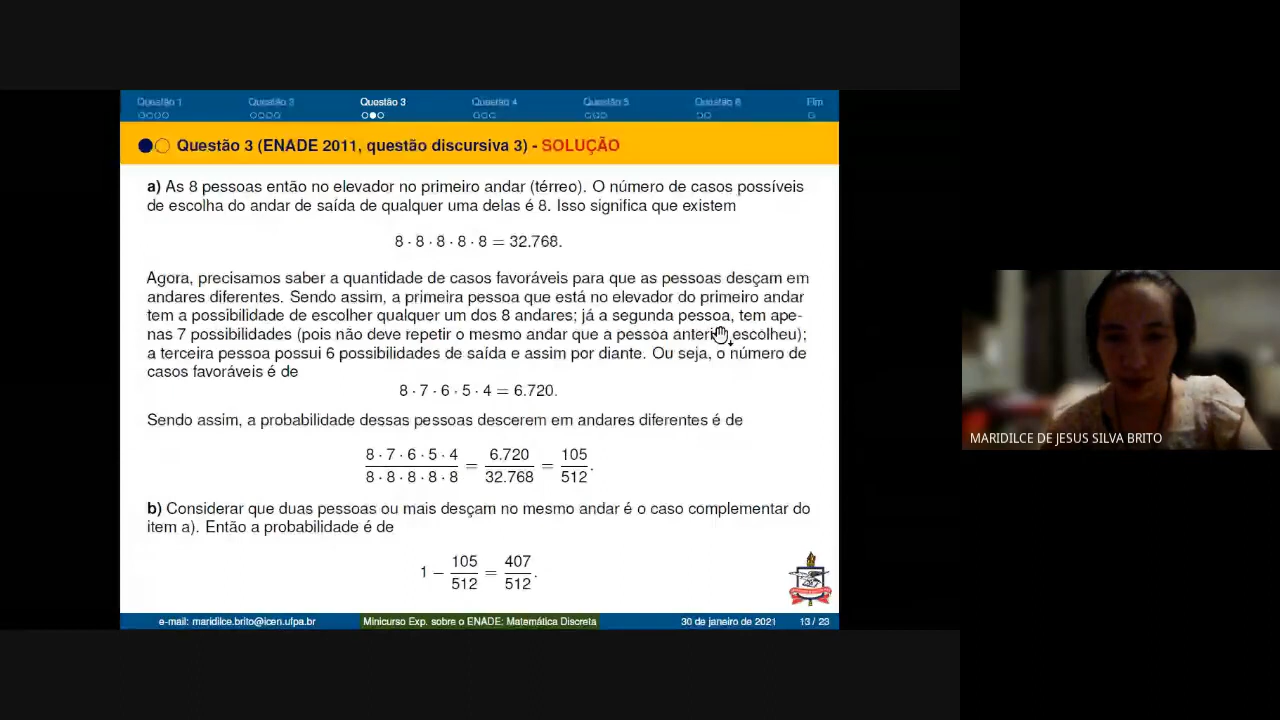 Questão 1 Questão 2 Questão 3 Questão 4 Questão 5 Questão 6 Fim
Questão 3 (ENADE 2011, questão discursiva 3) - SOLUÇÃO
a) As 8 pessoas então no elevador no primeiro andar (térreo). O número de casos possíveis
de escolha do andar de saída de qualquer uma delas é 8. Isso significa que existem
8 · 8 · 8 · 8 · 8 = 32.768.
Agora, precisamos saber a quantidade de casos favoráveis para que as pessoas desçam em
andares diferentes. Sendo assim, a primeira pessoa que está no elevador do primeiro andar
tem a possibilidade de escolher qualquer um dos 8 andares; já a segunda pessoa, tem ape-
nas 7 possibilidades (pois não deve repetir o mesmo andar que a pessoa anterior escolheu);
a terceira pessoa possui 6 possibilidades de saída e assim por diante. Ou seja, o número de
casos favoráveis é de
8 · 7 · 6 · 5 · 4 = 6.720.
Sendo assim, a probabilidade dessas pessoas descerem em andares diferentes é de
8 · 7 · 6 · 5 · 4 / 8 · 8 · 8 · 8 · 8 = 6.720 / 32.768 = 105 / 512.
b) Considerar que duas pessoas ou mais desçam no mesmo andar é o caso complementar do
item a). Então a probabilidade é de
1 − 105 / 512 = 407 / 512.
e-mail: maridilce.brito@icen.ufpa.br Minicurso Exp. sobre o ENADE: Matemática Discreta 30 de janeiro de 2021 13 / 23
MARIDILCE DE JESUS SILVA BRITO